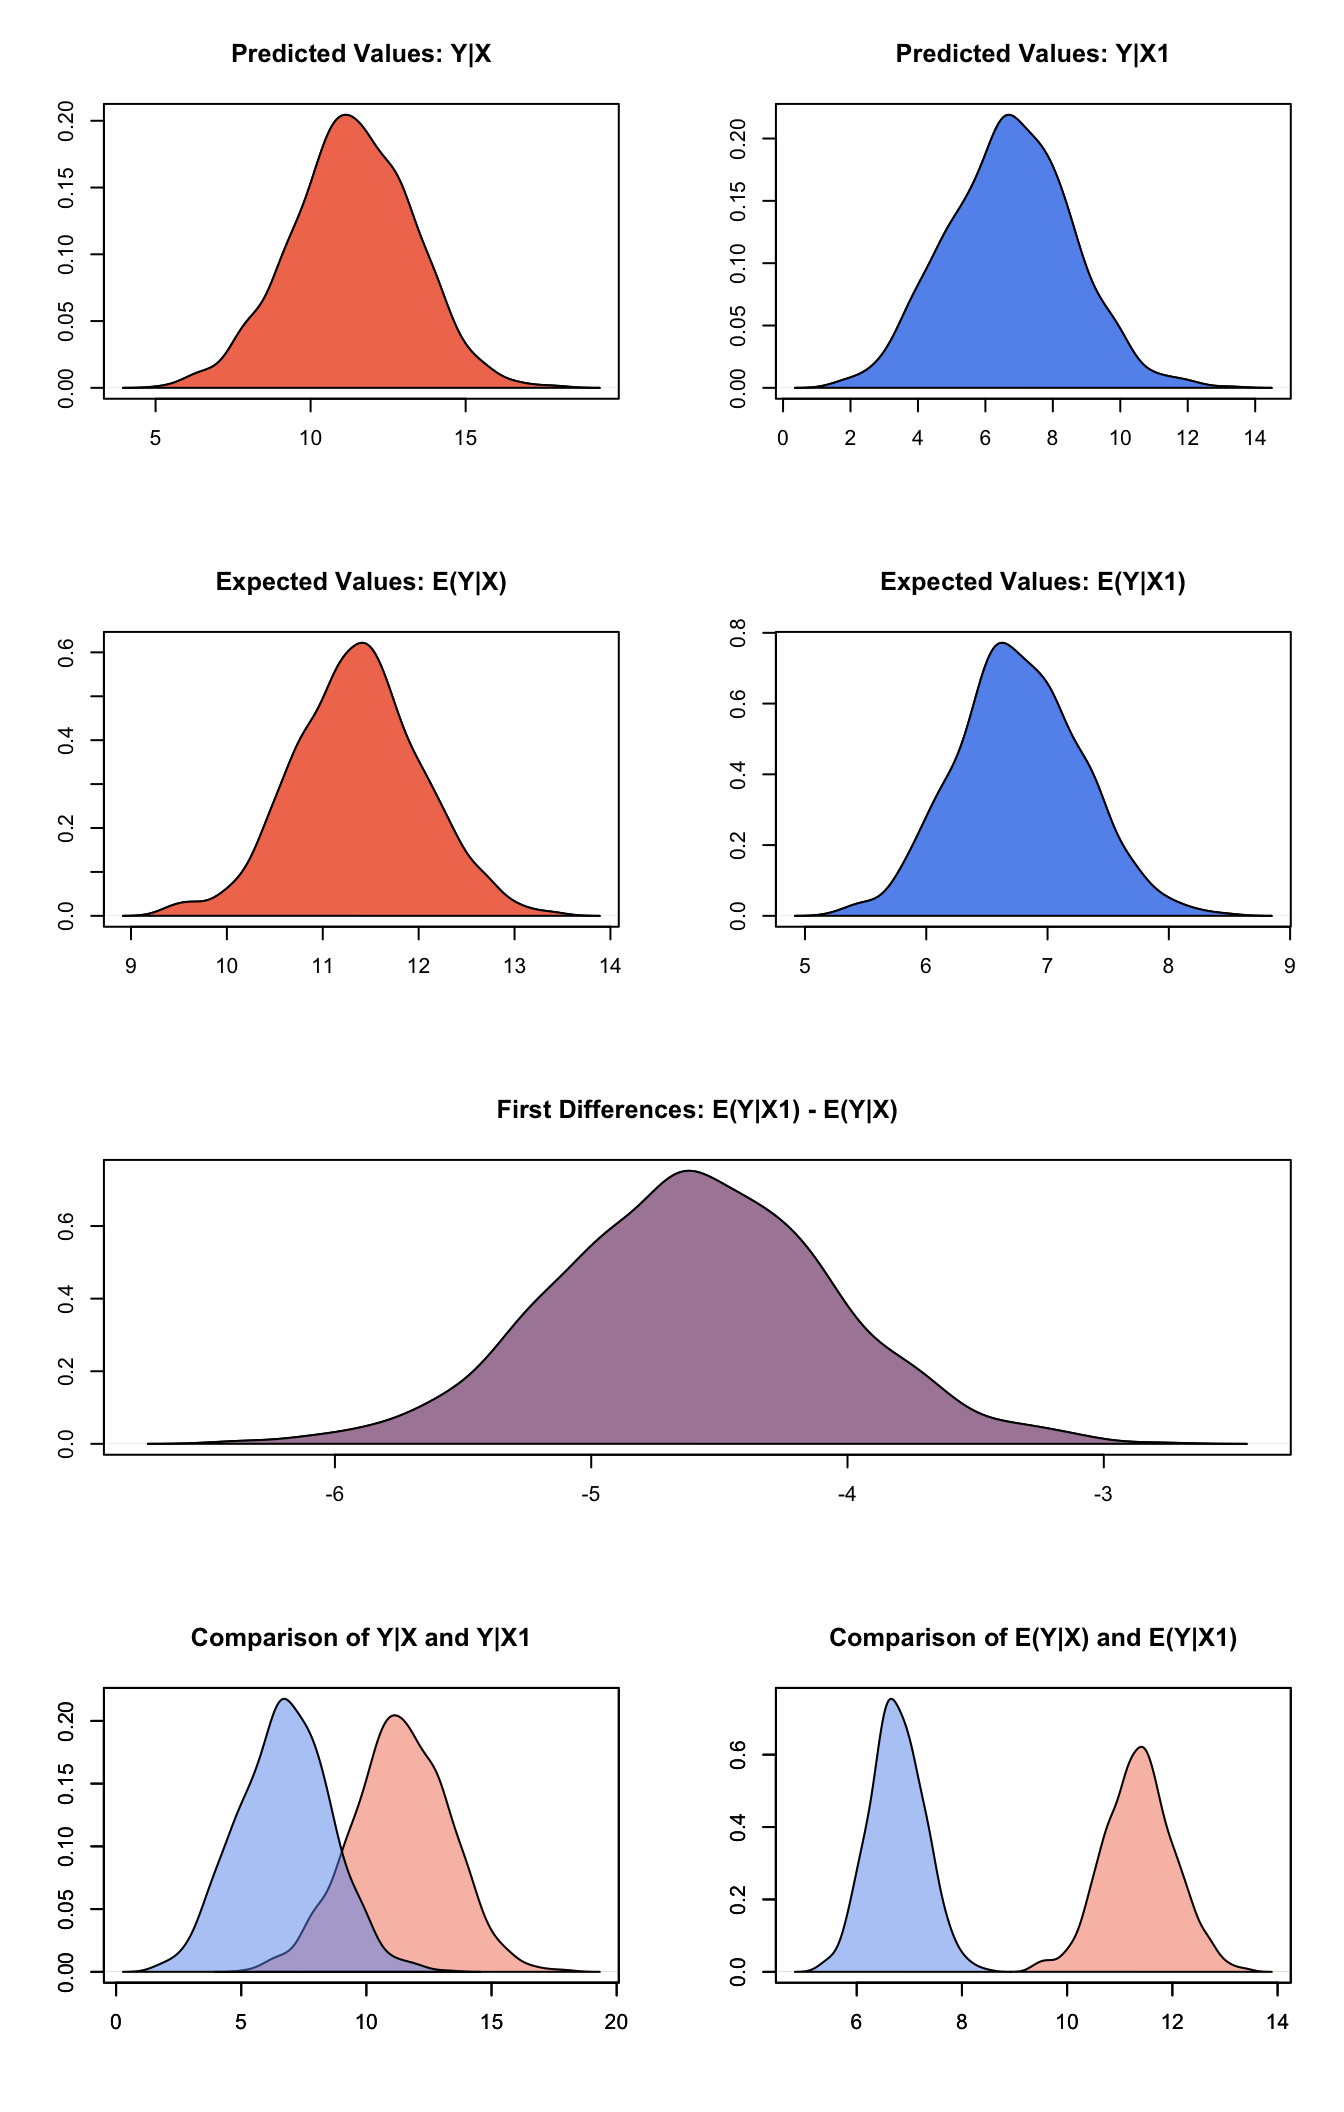 Predicted Values: Y|X
0.00 0.05 0.10 0.15 0.20
5 10 15
Predicted Values: Y|X1
0.00 0.05 0.10 0.15 0.20
0 2 4 6 8 10 12 14
Expected Values: E(Y|X)
0.0 0.2 0.4 0.6
9 10 11 12 13 14
Expected Values: E(Y|X1)
0.0 0.2 0.4 0.6 0.8
5 6 7 8 9
First Differences: E(Y|X1) - E(Y|X)
0.0 0.2 0.4 0.6
-6 -5 -4 -3
Comparison of Y|X and Y|X1
0.00 0.05 0.10 0.15 0.20
0 5 10 15 20
Comparison of E(Y|X) and E(Y|X1)
0.0 0.2 0.4 0.6
6 8 10 12 14